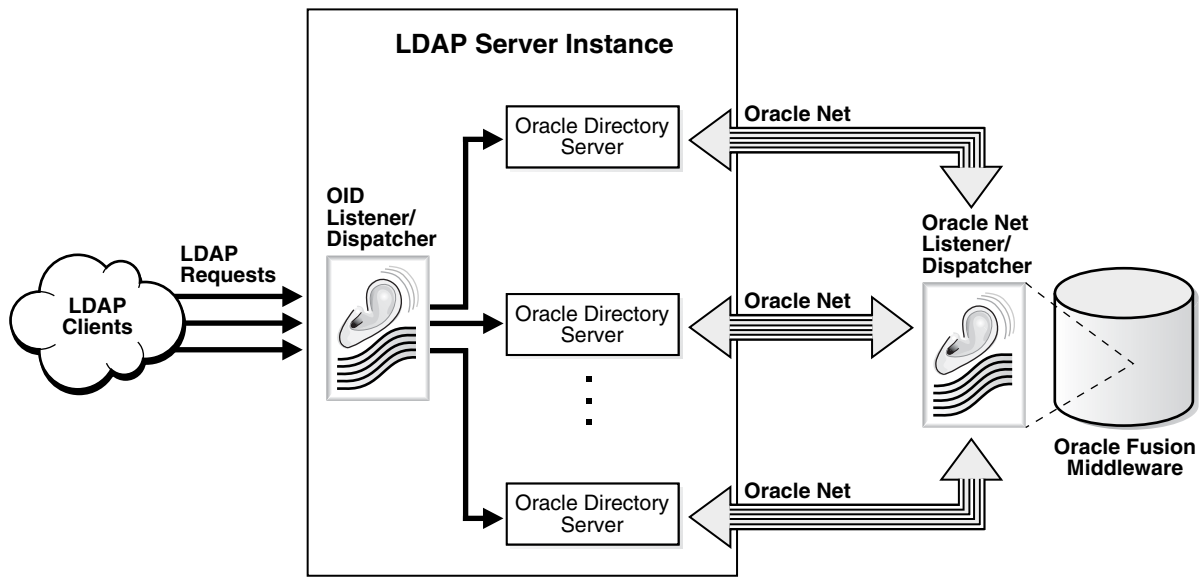 LDAP Server Instance
Oracle Net
Oracle Directory
Server
OID
Listener/
Dispatcher
Oracle Net
Listener/
Dispatcher
LDAP
Requests
LDAP
Clients
Oracle Net
Oracle Directory
Server
Oracle Fusion
Middleware
Oracle Net
Oracle Directory
Server